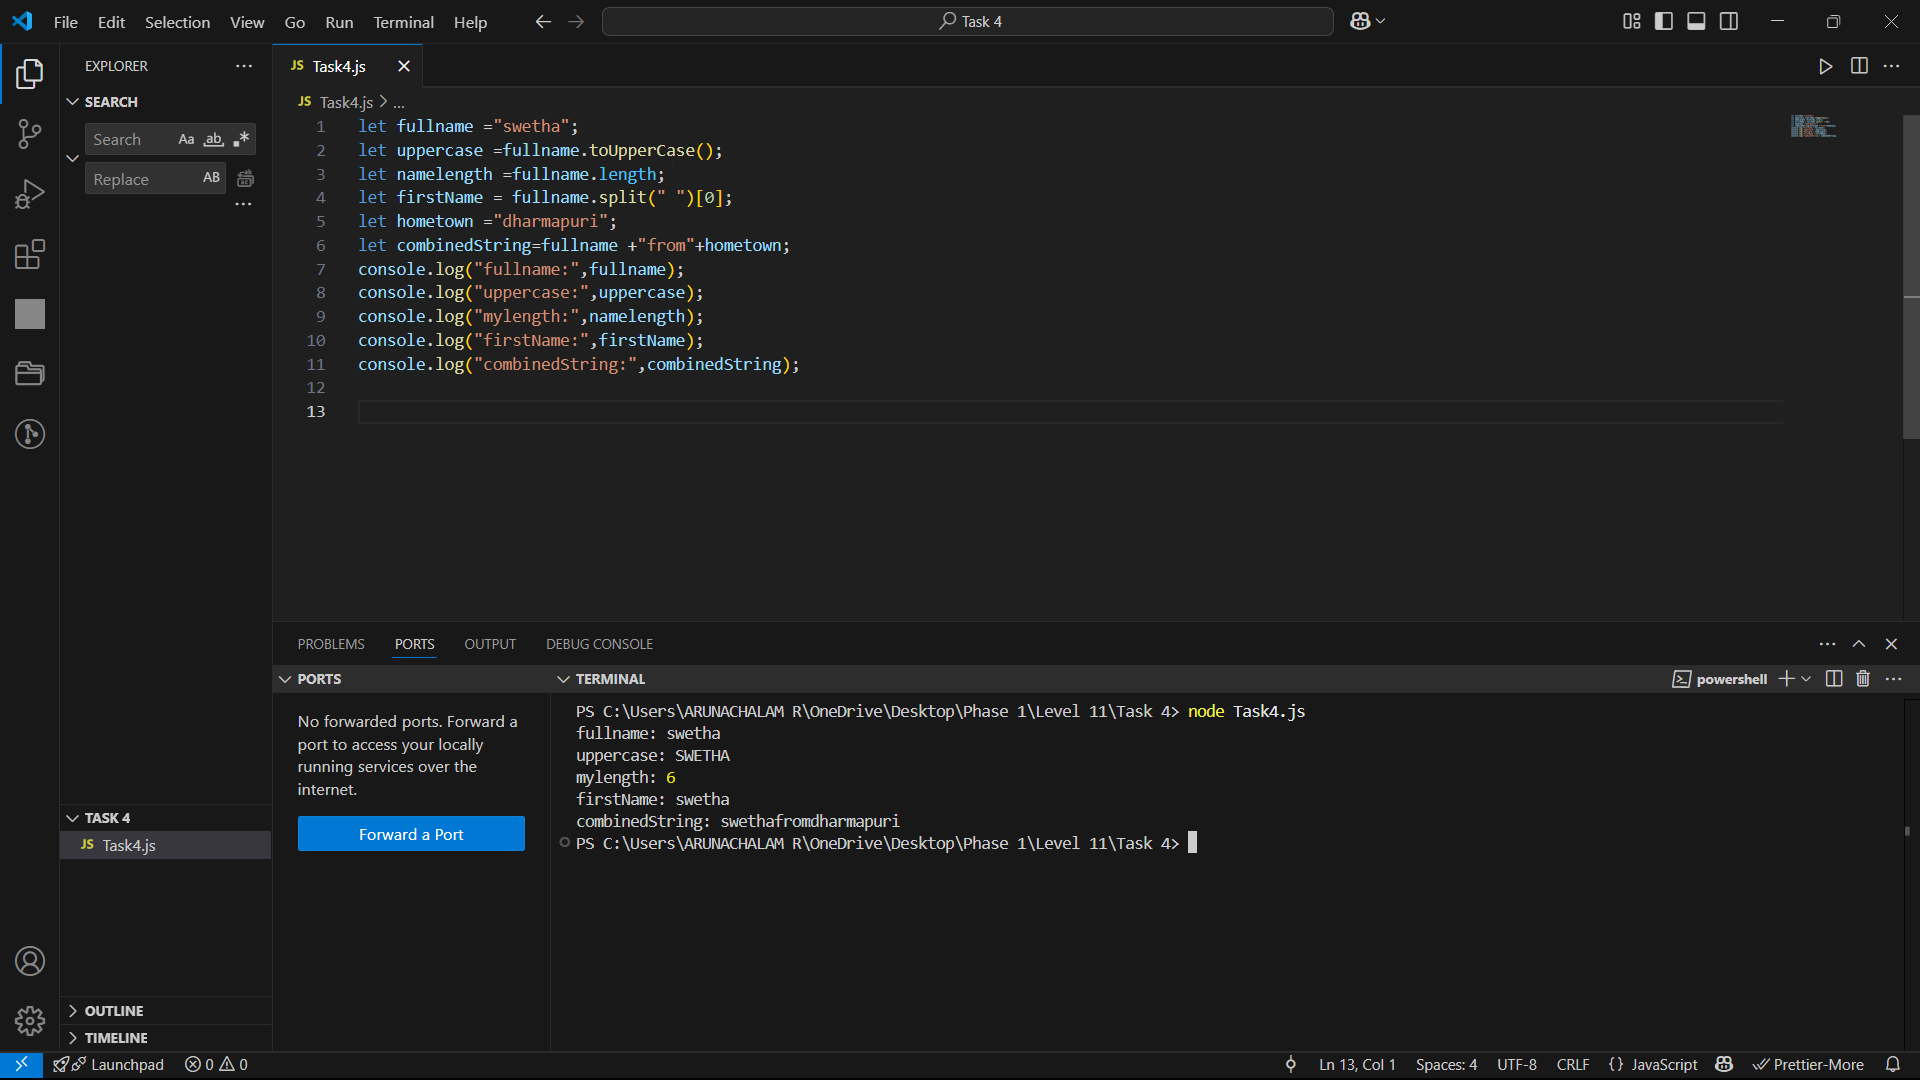 File Edit Selection View Go Run Terminal Help
Task 4
EXPLORER
SEARCH
Search Aa ab
Replace AB
JS Task4.js
JS Task4.js > ...
1 let fullname ="swetha";
2 let uppercase =fullname.toUpperCase();
3 let namelength =fullname.length;
4 let firstName = fullname.split(" ")[0];
5 let hometown ="dharmapuri";
6 let combinedString=fullname +"from"+hometown;
7 console.log("fullname:",fullname);
8 console.log("uppercase:",uppercase);
9 console.log("mylength:",namelength);
10 console.log("firstName:",firstName);
11 console.log("combinedString:",combinedString);
12
13
PROBLEMS PORTS OUTPUT DEBUG CONSOLE
PORTS
No forwarded ports. Forward a
port to access your locally
running services over the
internet.
Forward a Port
TERMINAL
powershell
PS C:\Users\ARUNACHALAM R\OneDrive\Desktop\Phase 1\Level 11\Task 4> node Task4.js
fullname: swetha
uppercase: SWETHA
mylength: 6
firstName: swetha
combinedString: swethafromdharmapuri
PS C:\Users\ARUNACHALAM R\OneDrive\Desktop\Phase 1\Level 11\Task 4>
TASK 4
JS Task4.js
OUTLINE
TIMELINE
Launchpad 0 0
Ln 13, Col 1 Spaces: 4 UTF-8 CRLF {} JavaScript Prettier-More